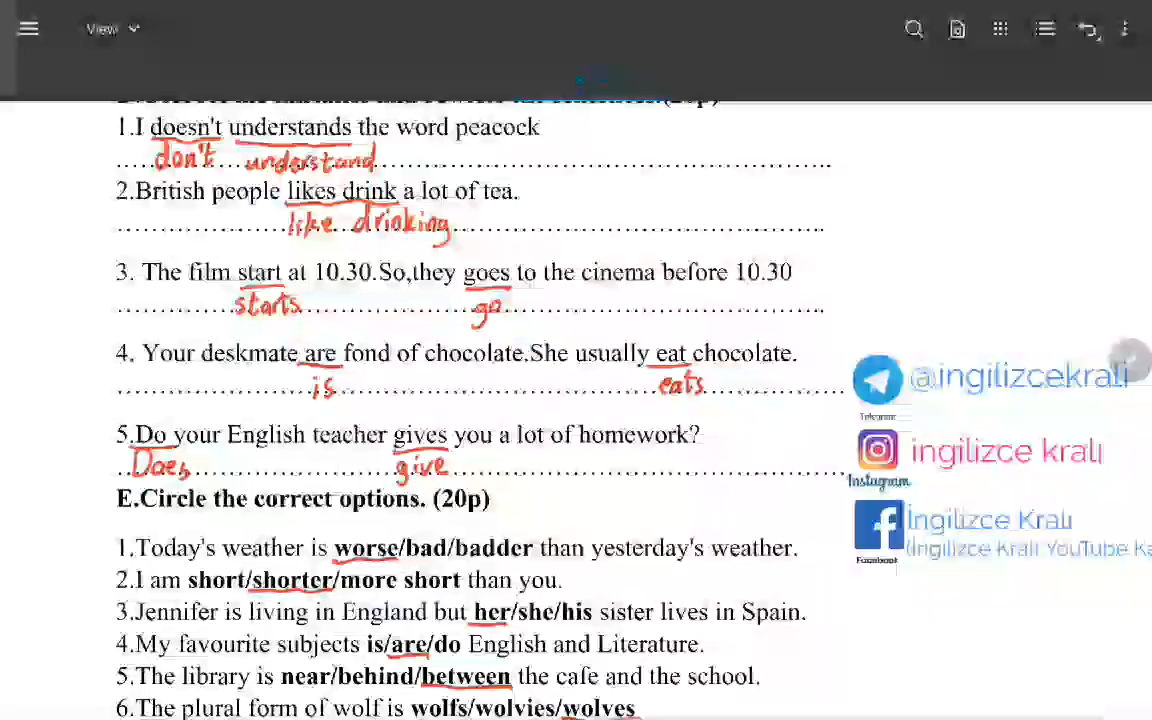 View
1.I doesn't understands the word peacock
don't understand
2.British people likes drink a lot of tea.
like drinking
3. The film start at 10.30.So,they goes to the cinema before 10.30
starts go
4. Your deskmate are fond of chocolate.She usually eat chocolate.
is eats
5.Do your English teacher gives you a lot of homework?
Does give
E.Circle the correct options. (20p)
1.Today's weather is worse/bad/badder than yesterday's weather.
2.I am short/shorter/more short than you.
3.Jennifer is living in England but her/she/his sister lives in Spain.
4.My favourite subjects is/are/do English and Literature.
5.The library is near/behind/between the cafe and the school.
6.The plural form of wolf is wolfs/wolvies/wolves
@ingilizcekrali
Telegram
ingilizce kralı
Instagram
İngilizce Kralı
(İngilizce Kralı YouTube Ka
Facebook